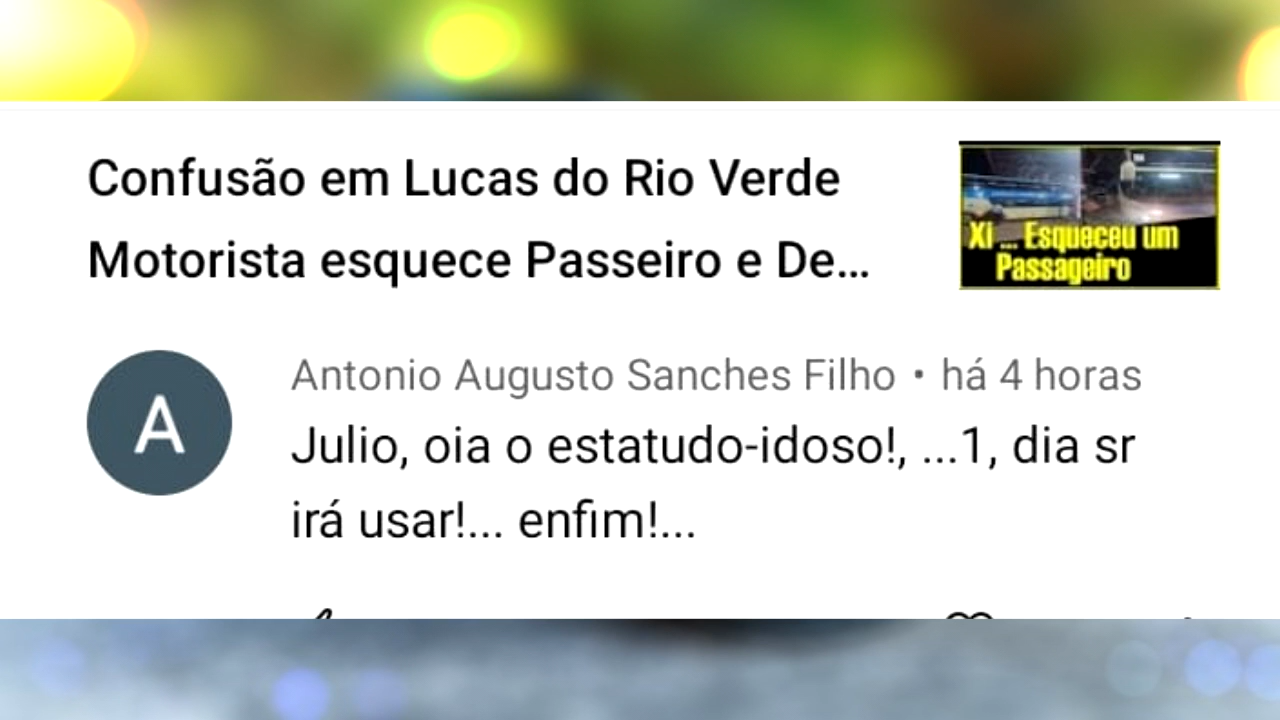 Confusão em Lucas do Rio Verde
Motorista esquece Passeiro e De...
Xi ... Esqueceu um
Passageiro
A
Antonio Augusto Sanches Filho • há 4 horas
Julio, oia o estatudo-idoso!, ...1, dia sr
irá usar!... enfim!...